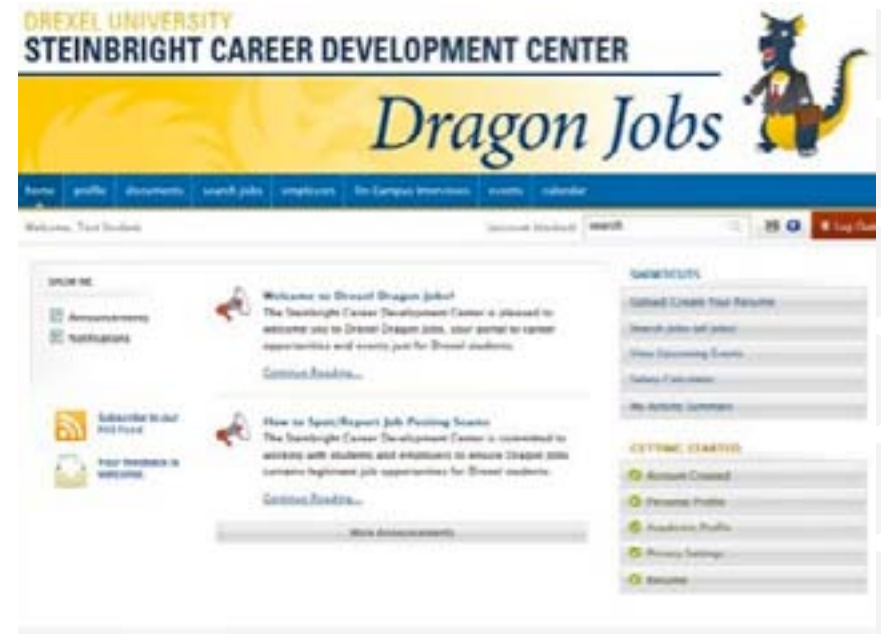 DREXEL UNIVERSITY
STEINBRIGHT CAREER DEVELOPMENT CENTER
Dragon Jobs
home profile documents search jobs employers On-Campus Interviews events calendar
Welcome, Test Student
search
Log Out
SHOW ME
Announcements
Notifications
Subscribe to our
RSS Feed
Your feedback is
welcome.
Welcome to Drexel Dragon Jobs!
The Steinbright Career Development Center is pleased to
welcome you to Drexel Dragon Jobs, your portal to career
opportunities and events just for Drexel students.
Continue Reading...
How to Spot/Report Job Posting Scams
The Steinbright Career Development Center is committed to
working with students and employers to ensure Dragon Jobs
contains legitimate job opportunities for Drexel students.
Continue Reading...
More Announcements
SHORTCUTS
Upload/Create Your Resume
Search Jobs (all jobs)
View Upcoming Events
Salary Calculator
My Activity Summary
GETTING STARTED
Account Created
Personal Profile
Academic Profile
Privacy Settings
Resume